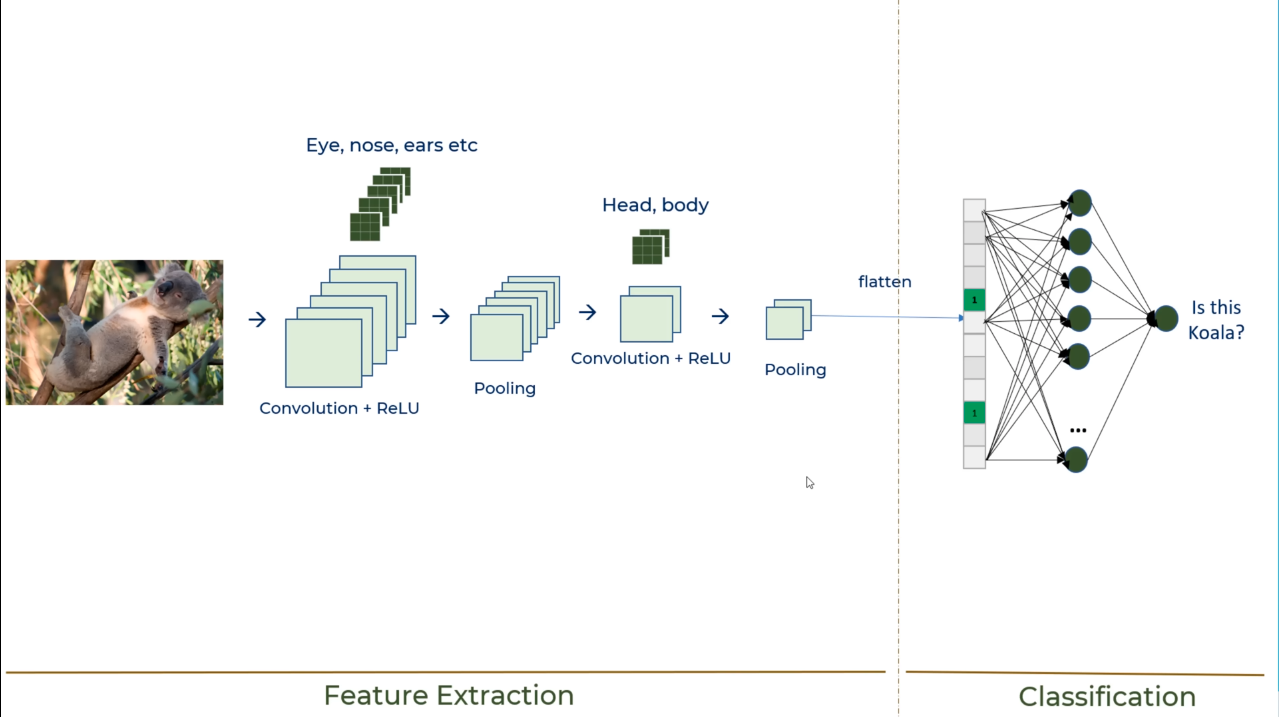 Eye, nose, ears etc
Head, body
flatten
1
Is this
Koala?
Convolution + ReLU
Pooling
Convolution + ReLU
Pooling
1
...
Feature Extraction
Classification